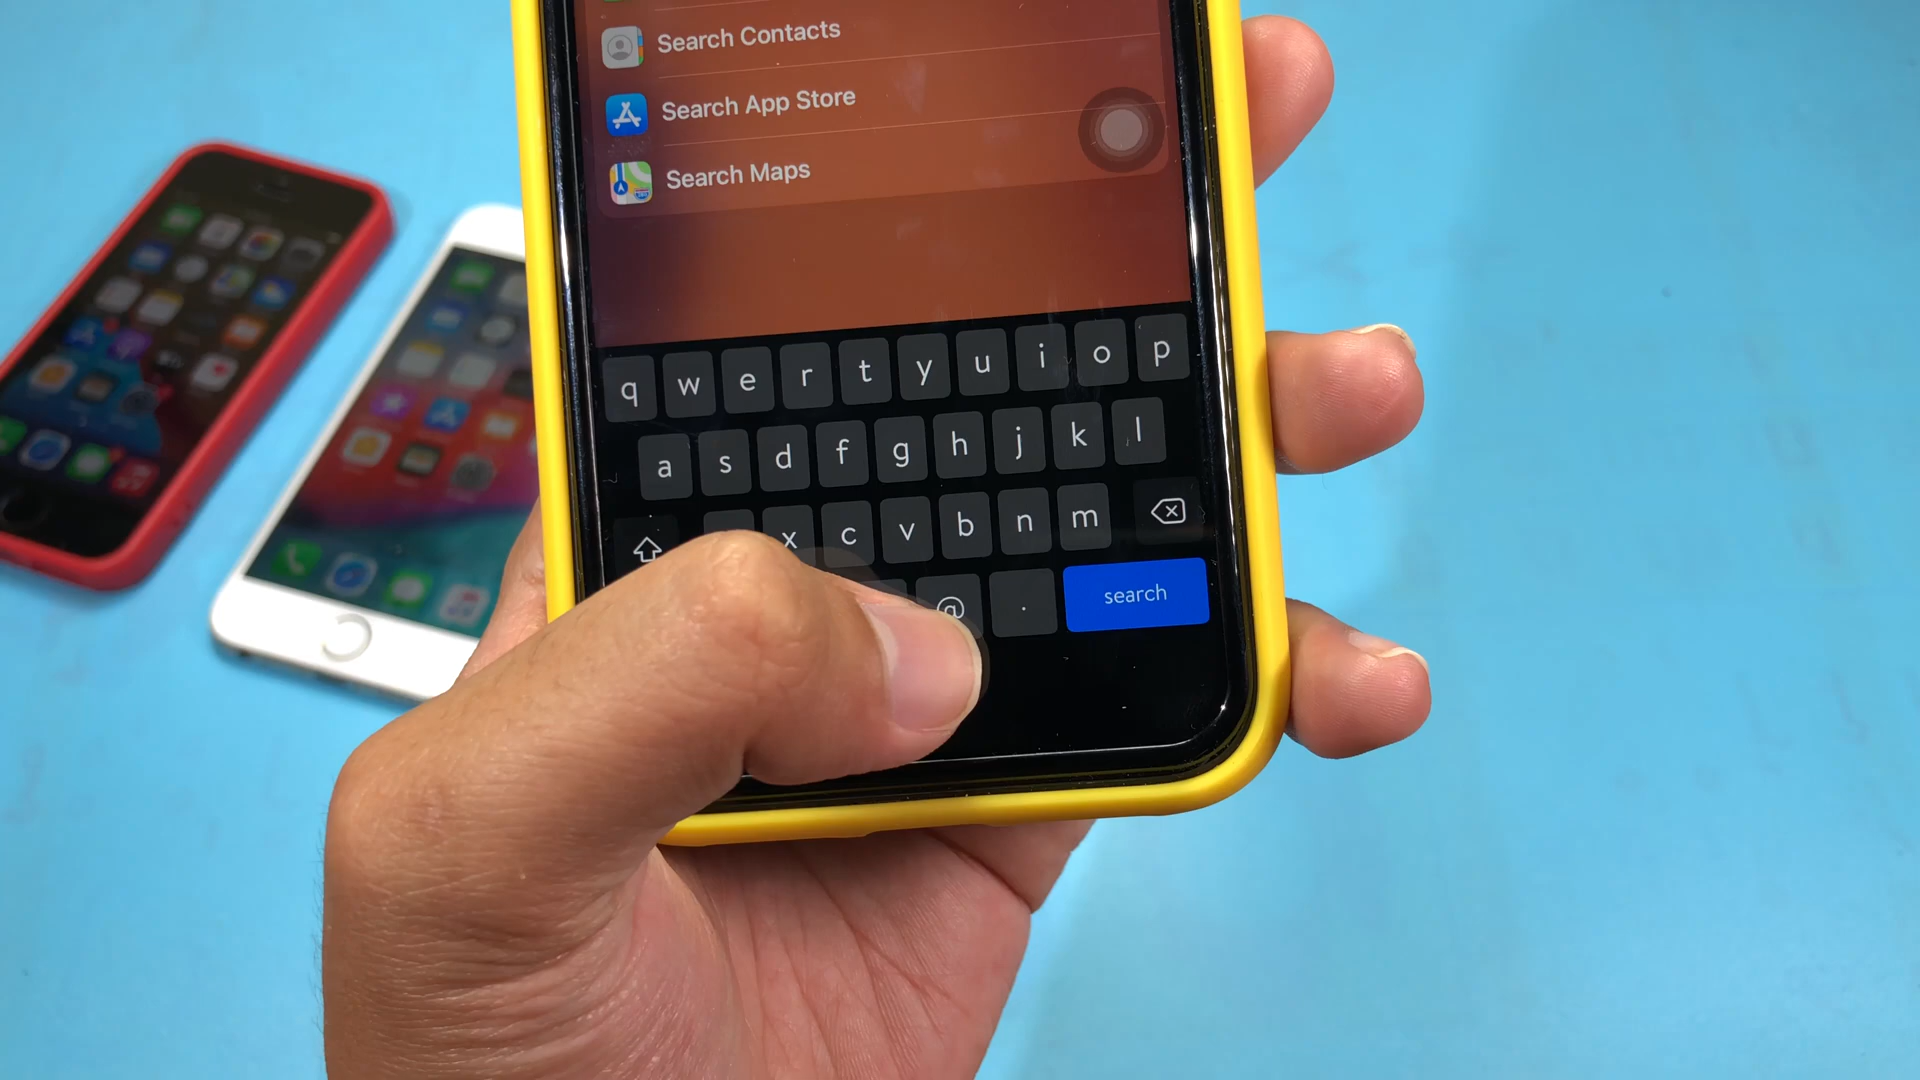 Search Contacts
Search App Store
Search Maps
q w e r t y u i o p
a s d f g h j k l
x c v b n m
@ . search